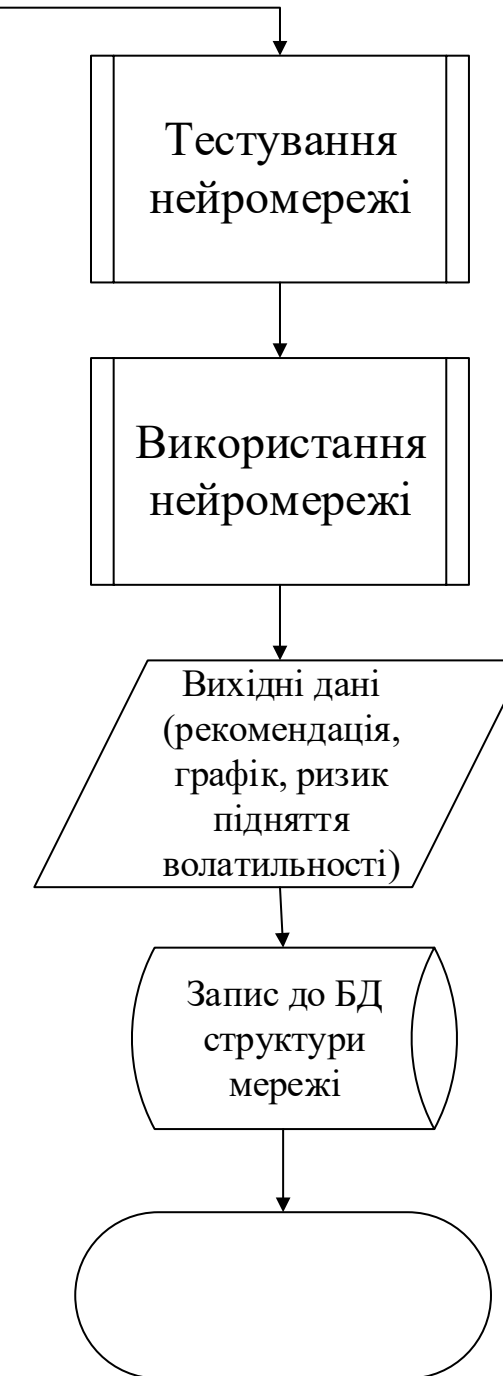 Тестування
нейромережі
Використання
нейромережі
Вихідні дані
(рекомендація,
графік, ризик
підняття
волатильності)
Запис до БД
структури
мережі